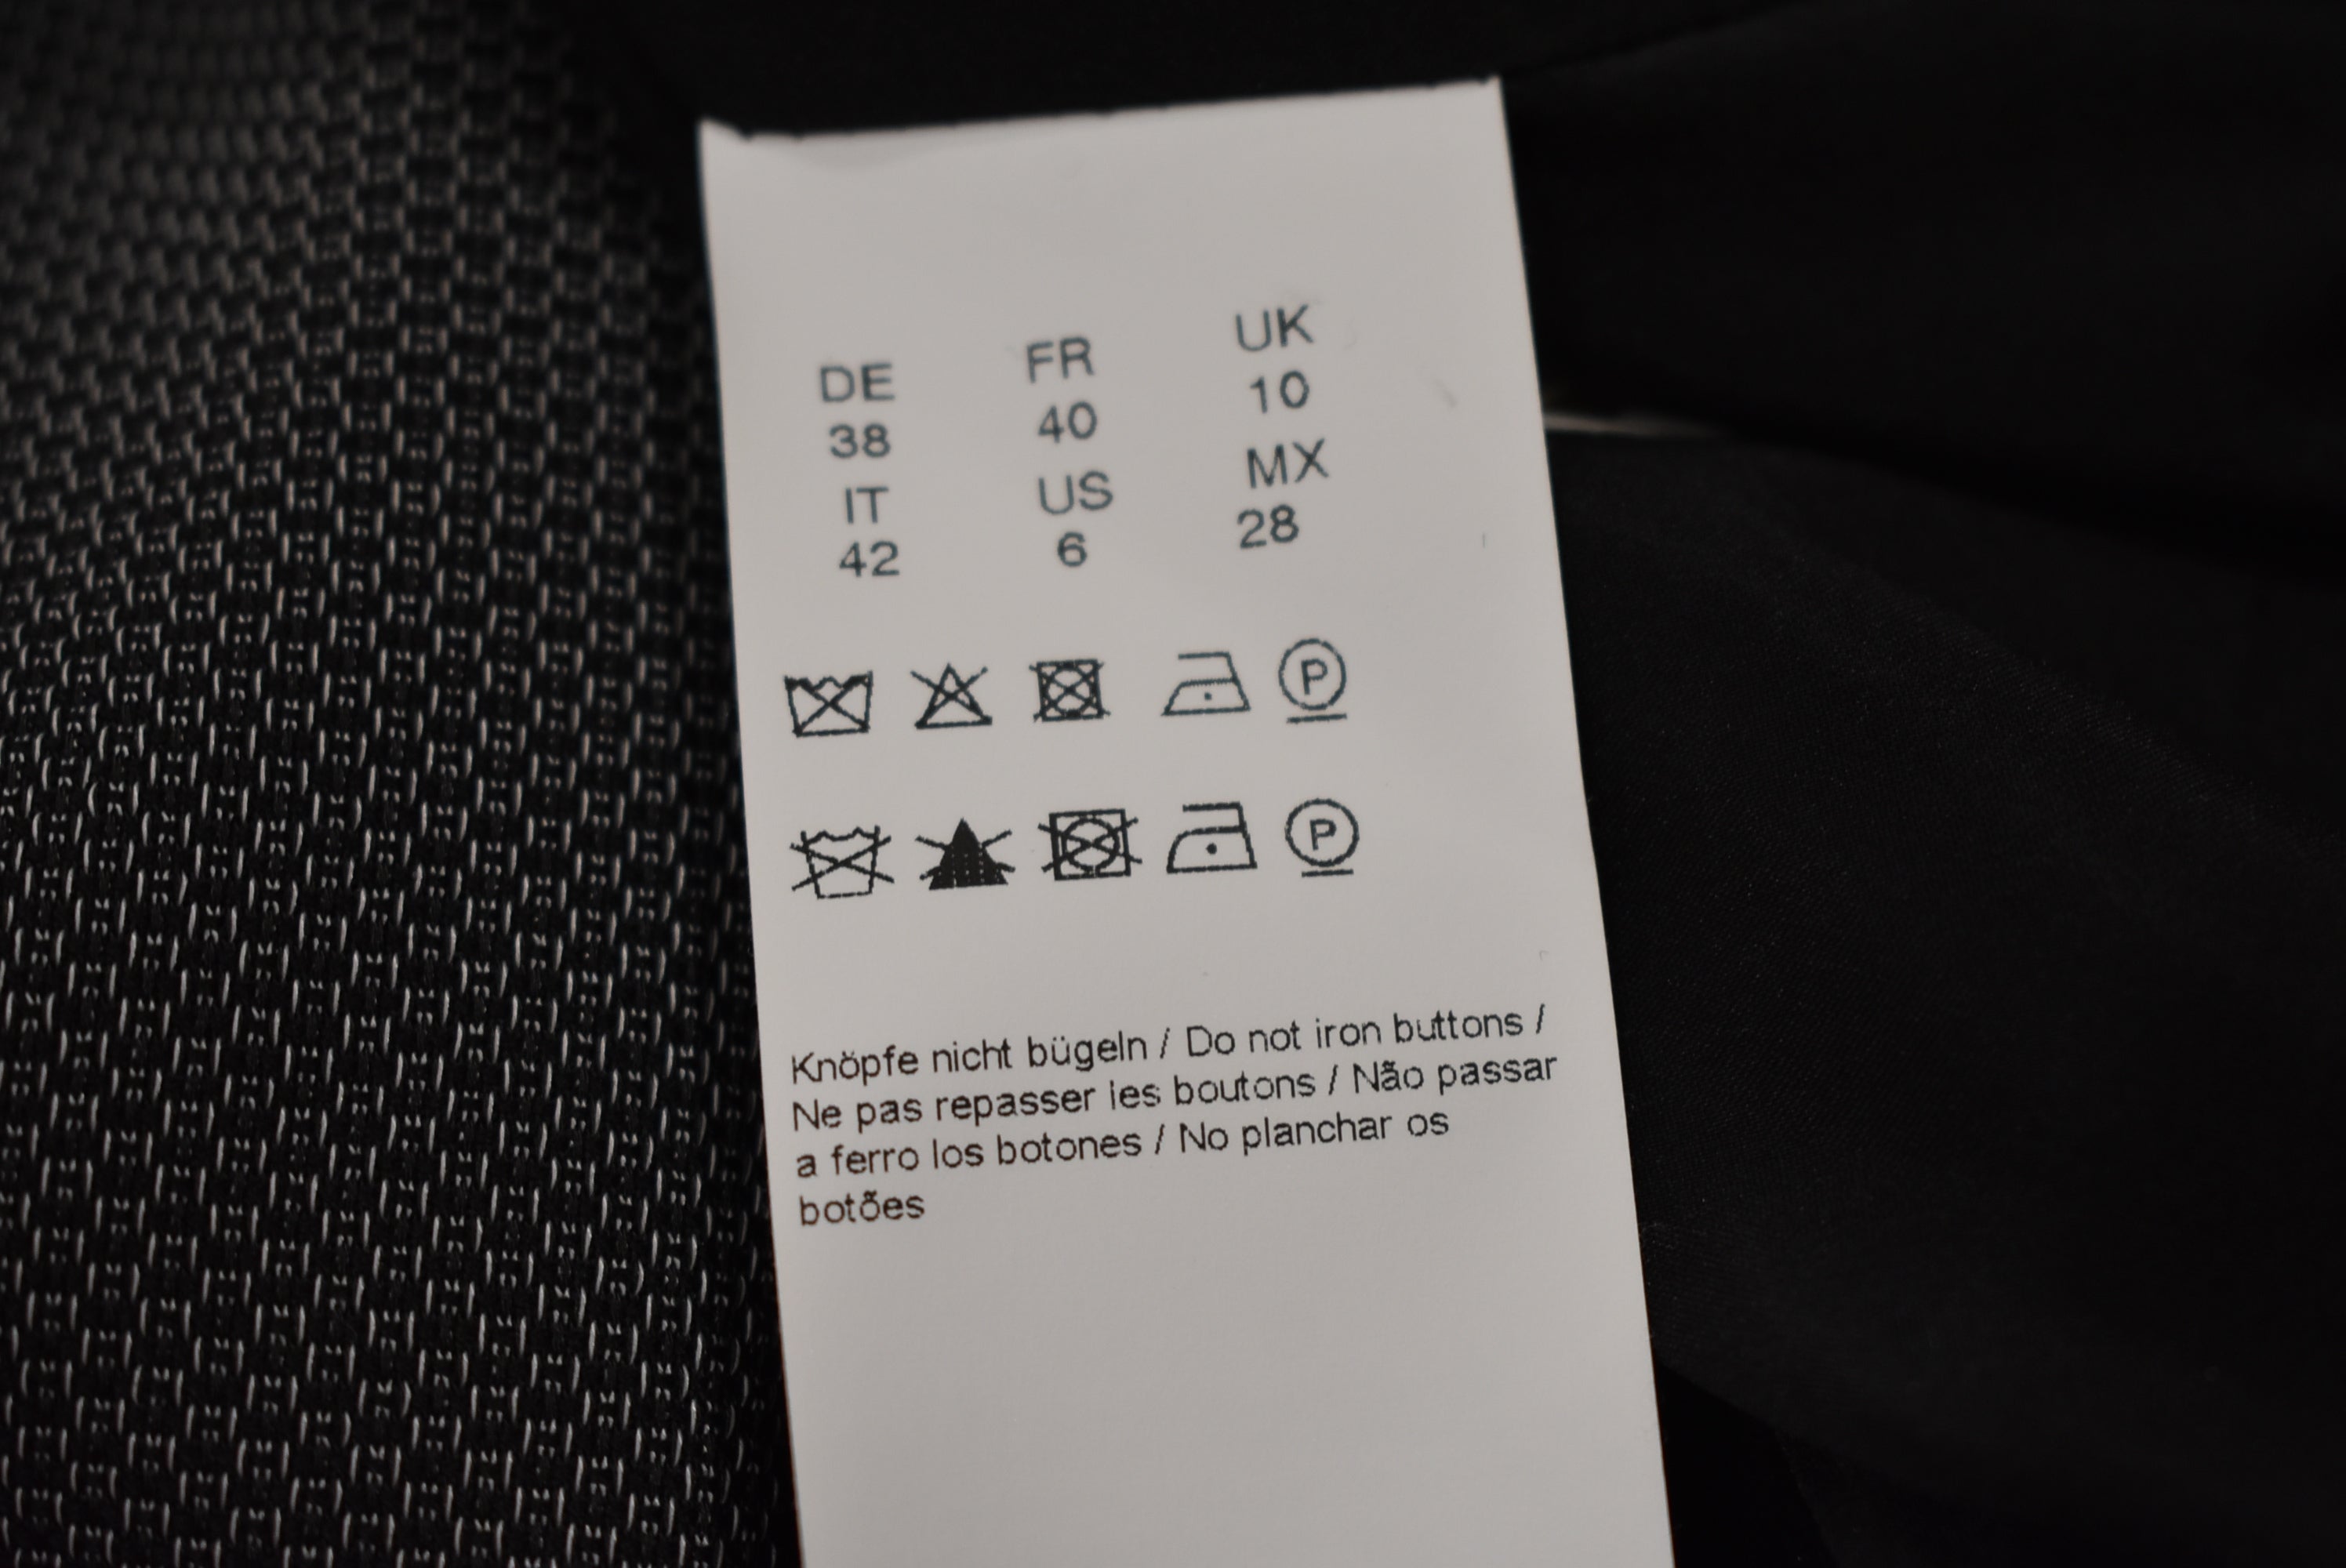 DE FR UK
38 40 10
IT US MX
42 6 28
P
P
Knöpfe nicht bügeln / Do not iron buttons /
Ne pas repasser les boutons / Não passar
a ferro los botones / No planchar os
botões